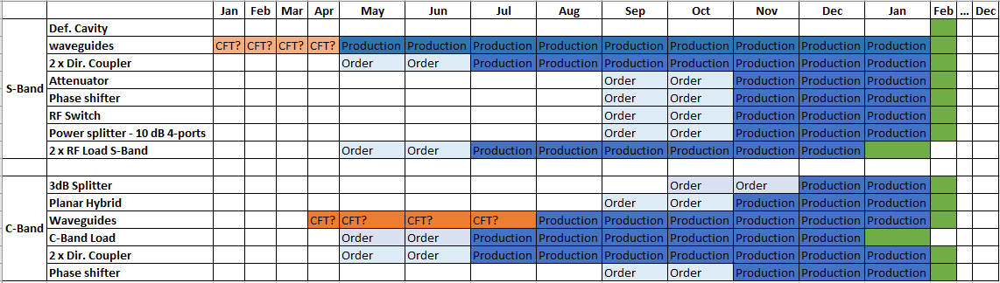 Jan Feb Mar Apr May Jun Jul Aug Sep Oct Nov Dec Jan Feb ... Dec
Def. Cavity
waveguides CFT? CFT? CFT? CFT? Production Production Production Production Production Production Production Production Production
2 x Dir. Coupler Order Order Production Production Production Production Production Production Production
Attenuator Order Order Production Production Production
S-Band Phase shifter Order Order Production Production Production
RF Switch Order Order Production Production Production
Power splitter - 10 dB 4-ports Order Order Production Production Production
2 x RF Load S-Band Order Order Production Production Production Production Production Production
3dB Splitter Order Order Production Production
Planar Hybrid Order Order Production Production Production
C-Band Waveguides CFT? CFT? CFT? CFT? Production Production Production Production Production Production
C-Band Load Order Order Production Production Production Production Production Production
2 x Dir. Coupler Order Order Production Production Production Production Production Production Production
Phase shifter Order Order Production Production Production